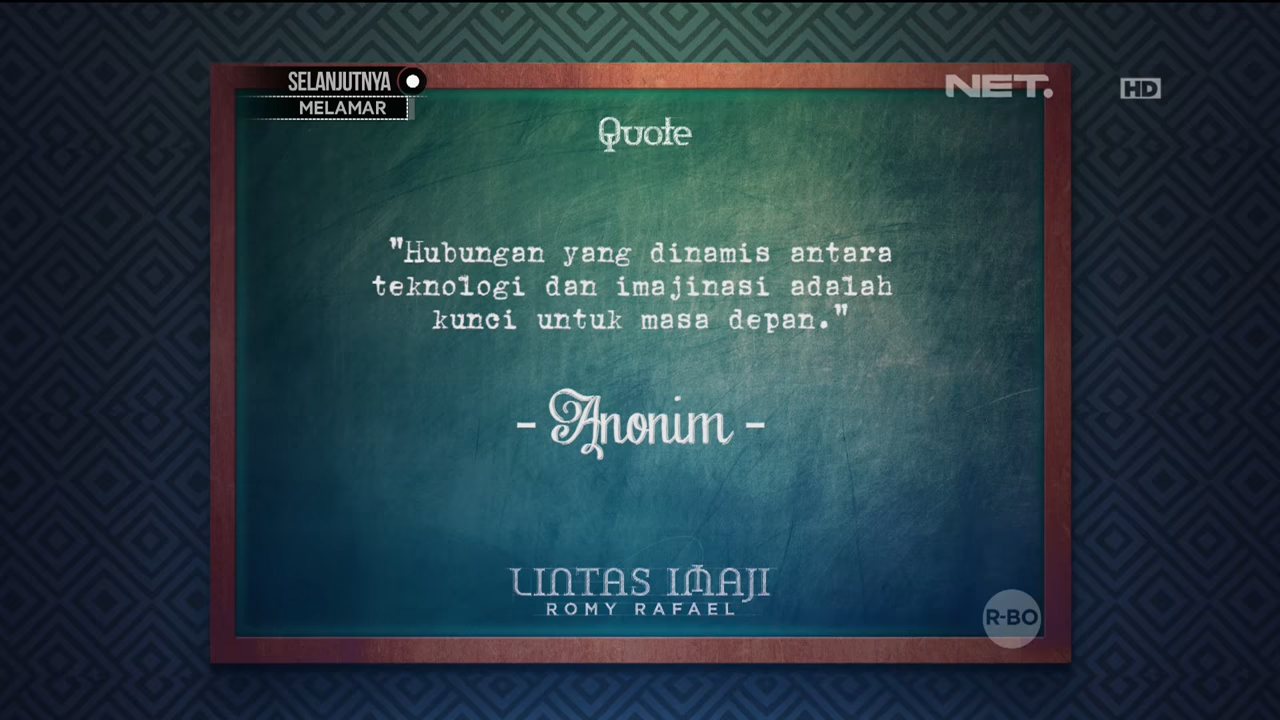 SELANJUTNYA
MELAMAR
NET.
HD
Quote
"Hubungan yang dinamis antara
teknologi dan imajinasi adalah
kunci untuk masa depan."
- Anonim -
LINTAS IMAJI
ROMY RAFAEL
R-BO